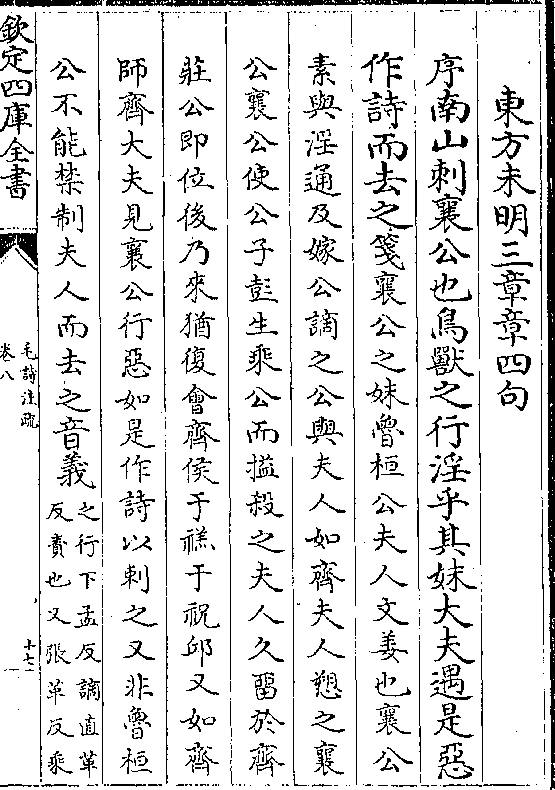 東方未明三章章四句
序南山刺襄公也鳥獸之行淫乎其妹大夫遇是惡
作詩而去之箋襄公之妹魯桓公夫人文姜也襄公
素與淫通及嫁公謫之公與夫人如齊夫人愬之襄
公襄公使公子彭生乘公而搤殺之夫人久留於齊
莊公即位後乃來猶復會齊侯于禚于祝邱又如齊
師齊大夫見襄公行惡如是作詩以刺之又非魯桓
公不能禁制夫人而去之音義
之行下孟反謫直革
反責也又張革反乘
欽定四庫全書
毛詩注疏
卷八
十七